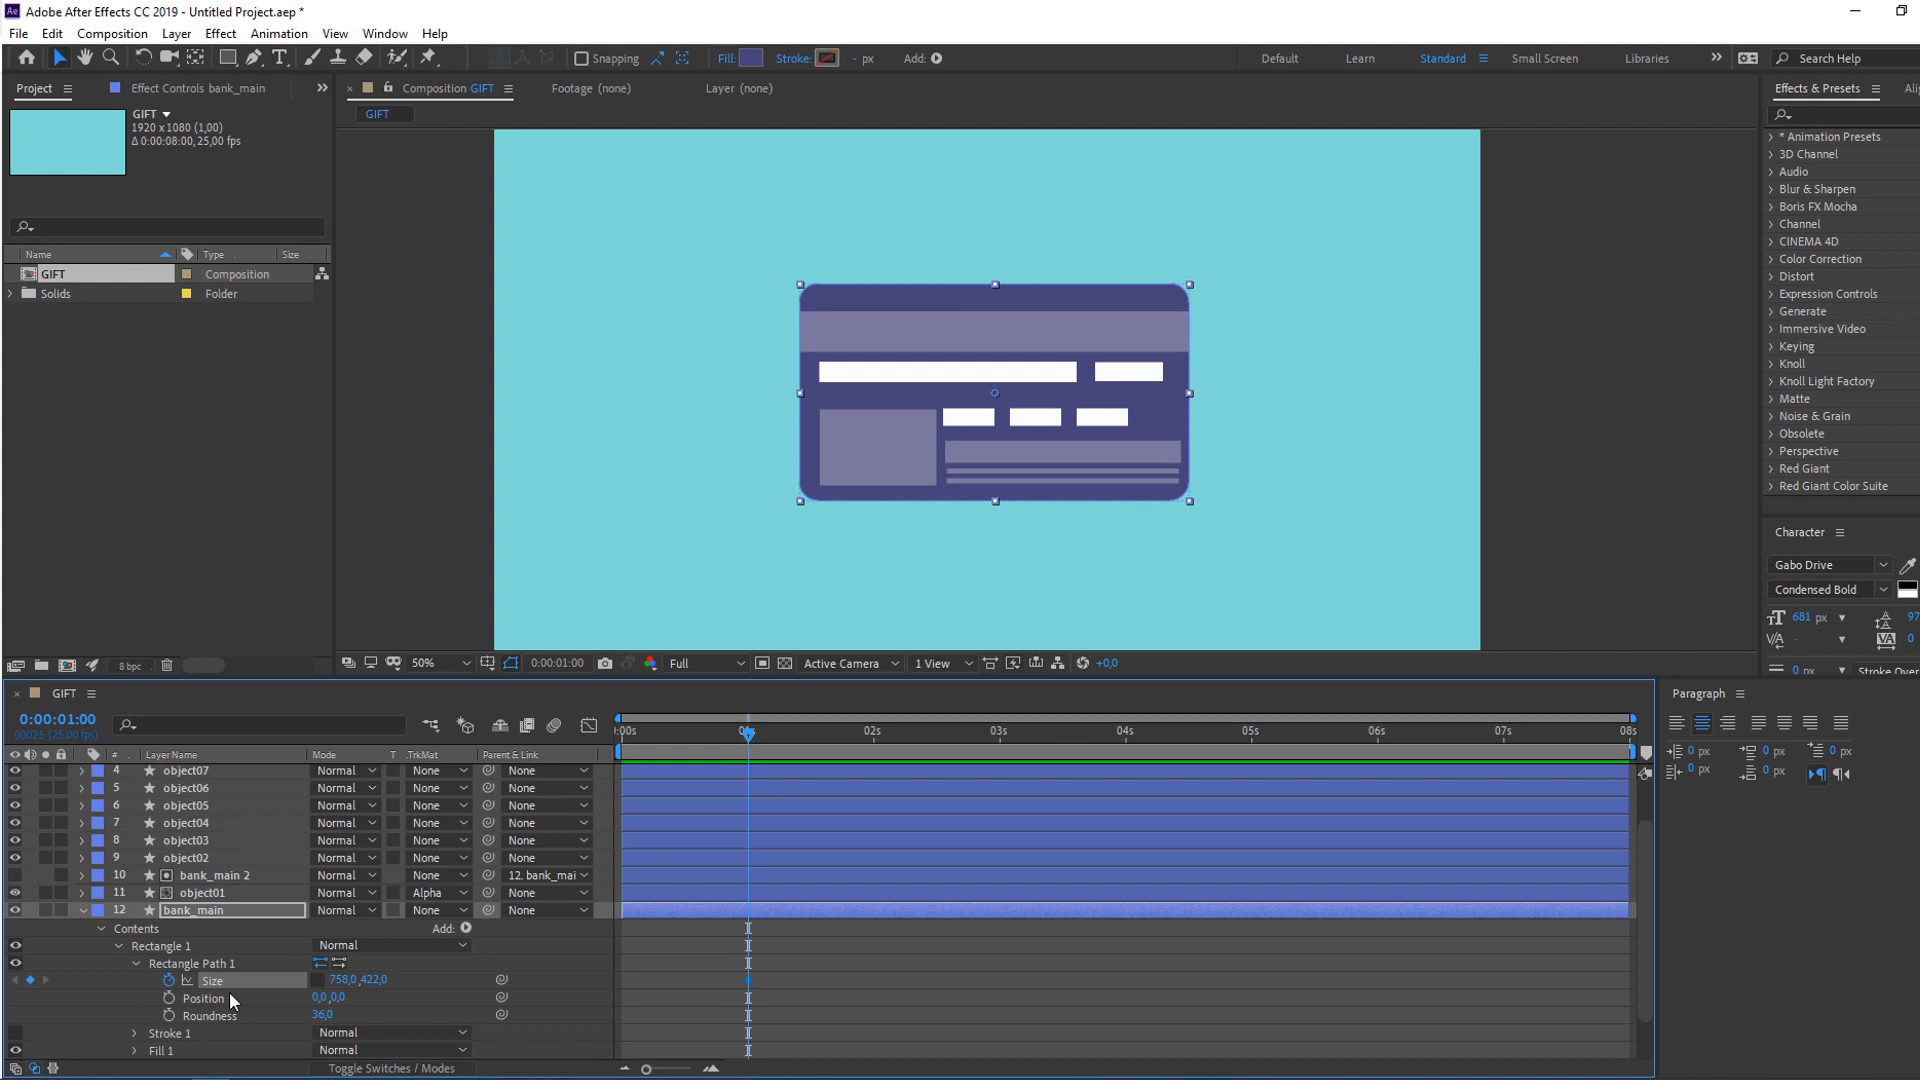 Adobe After Effects CC 2019 - Untitled Project.aep *
File Edit Composition Layer Effect Animation View Window Help
Snapping Fill: Stroke: - px Add: Default Learn Standard Small Screen Libraries Search Help
Project Effect Controls bank_main Composition GIFT Footage (none) Layer (none) Effects & Presets
GIFT
1920 x 1080 (1,00)
Δ 0:00:08:00, 25,00 fps
GIFT
Name Type Size
GIFT Composition
Solids Folder
* Animation Presets
3D Channel
Audio
Blur & Sharpen
Boris FX Mocha
Channel
CINEMA 4D
Color Correction
Distort
Expression Controls
Generate
Immersive Video
Keying
Knoll
Knoll Light Factory
Matte
Noise & Grain
Obsolete
Perspective
Red Giant
Red Giant Color Suite
Character
Gabo Drive
Condensed Bold
681 px 97
- 0
0 px Stroke Over
8 bpc 50% 0:00:01:00 Full Active Camera 1 View +0,0
GIFT
0:00:01:00
00025 (25.00 fps)
:00s 02s 03s 04s 05s 06s 07s 08s
# Layer Name Mode T .TrkMat Parent & Link
4 object07 Normal None None
5 object06 Normal None None
6 object05 Normal None None
7 object04 Normal None None
8 object03 Normal None None
9 object02 Normal None None
10 bank_main 2 Normal None 12. bank_mai
11 object01 Normal Alpha None
12 bank_main Normal None None
Contents Add:
Rectangle 1 Normal
Rectangle Path 1
Size 758,0,422,0
Position 0,0,0,0
Roundness 36,0
Stroke 1 Normal
Fill 1 Normal
Toggle Switches / Modes
Paragraph
0 px 0 px 0 px
0 px 0 px